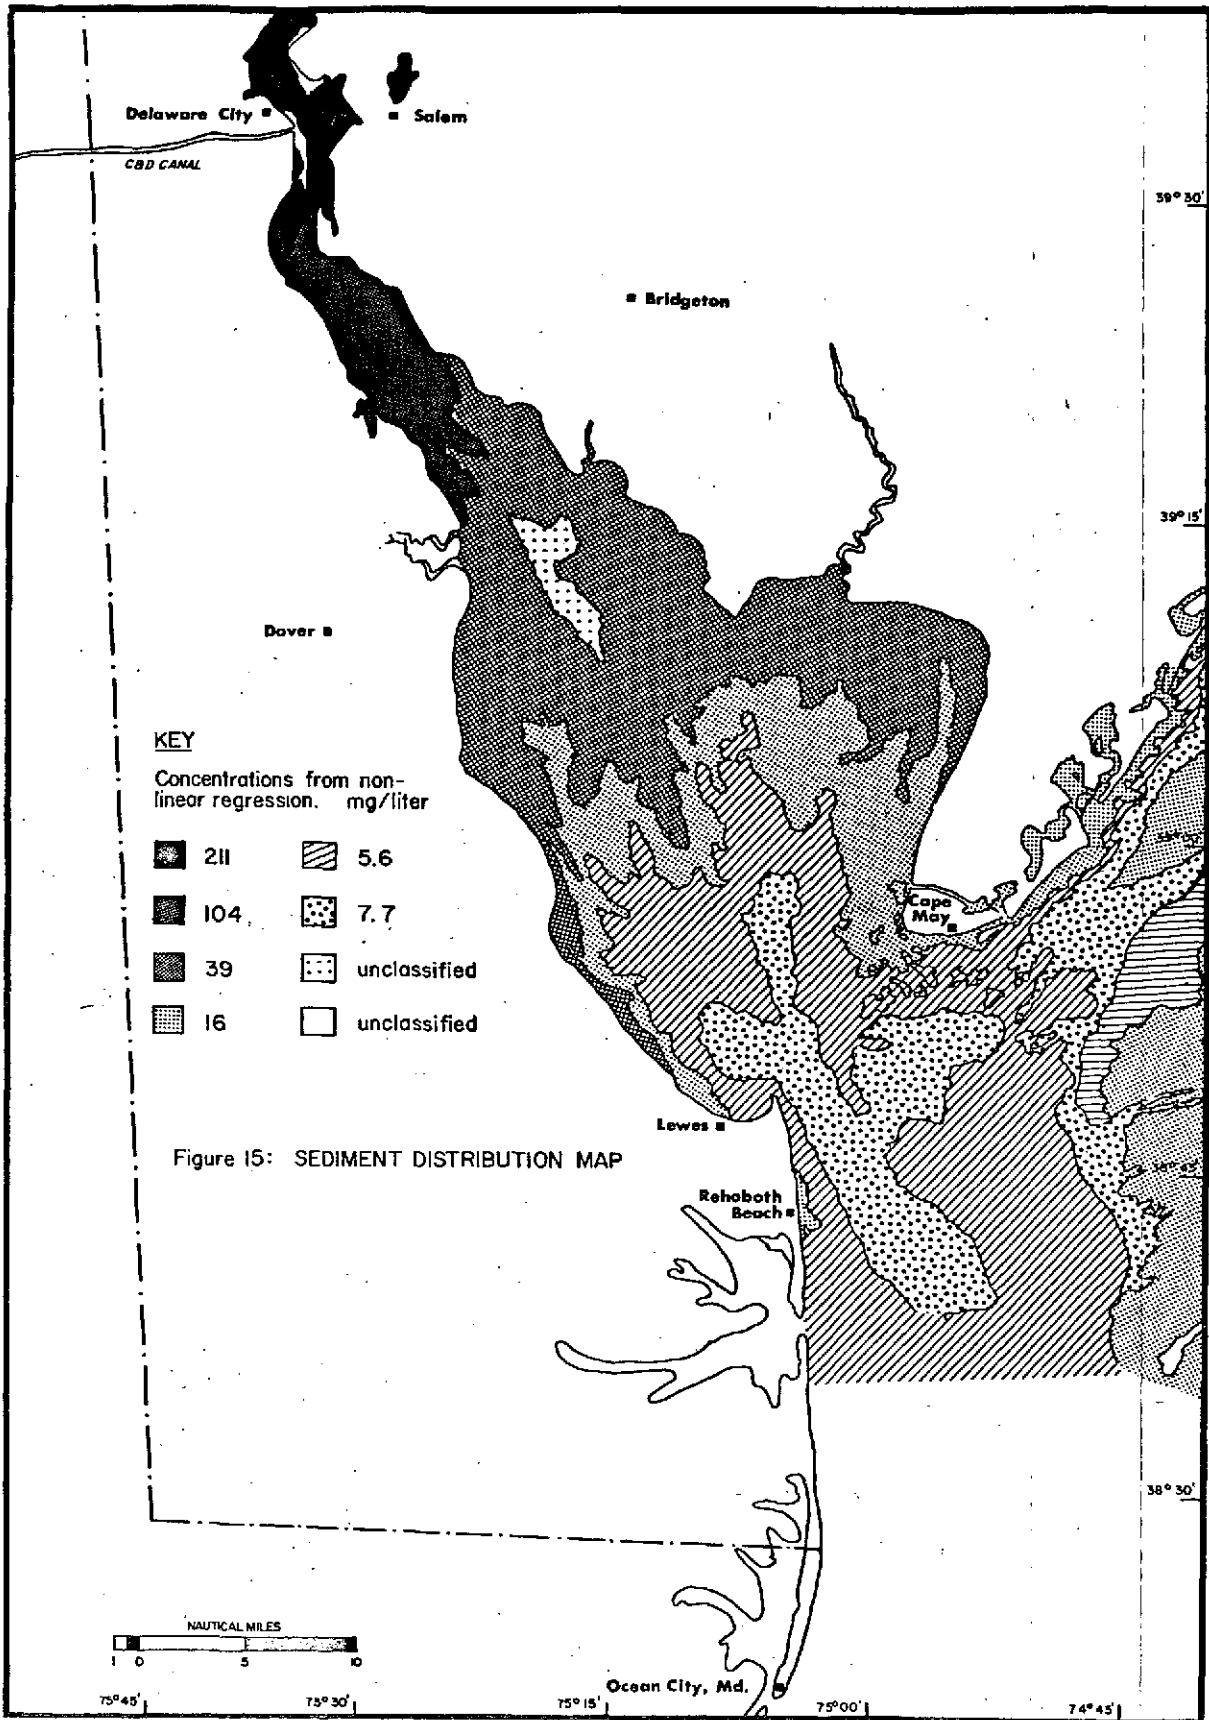 Delaware City
Salem
C&D CANAL
39° 30'
Bridgeton
39° 15'
Dover
KEY
Concentrations from non-
linear regression. mg/liter
211
5.6
104
7.7
39
unclassified
16
unclassified
Cape
May
Lewes
Figure 15: SEDIMENT DISTRIBUTION MAP
Rehoboth
Beach
38° 30'
NAUTICAL MILES
1 0 5 10
Ocean City, Md.
75° 45'
75° 30'
75° 15'
75° 00'
74° 45'